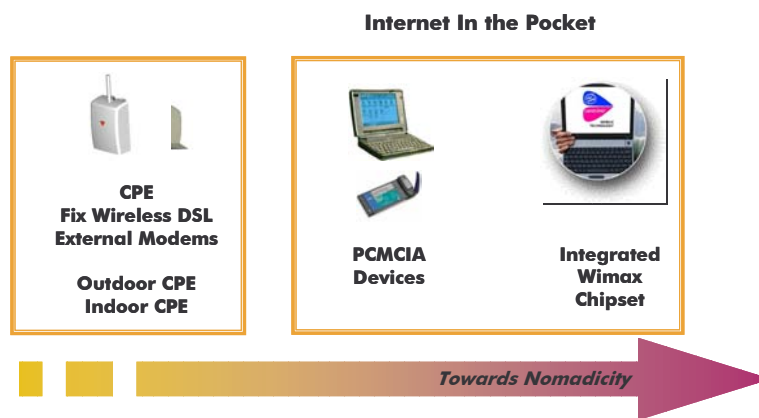 Internet In the Pocket
CPE
Fix Wireless DSL
External Modems
Outdoor CPE
Indoor CPE
PCMCIA
Devices
Integrated
Wimax
Chipset
Towards Nomadicity